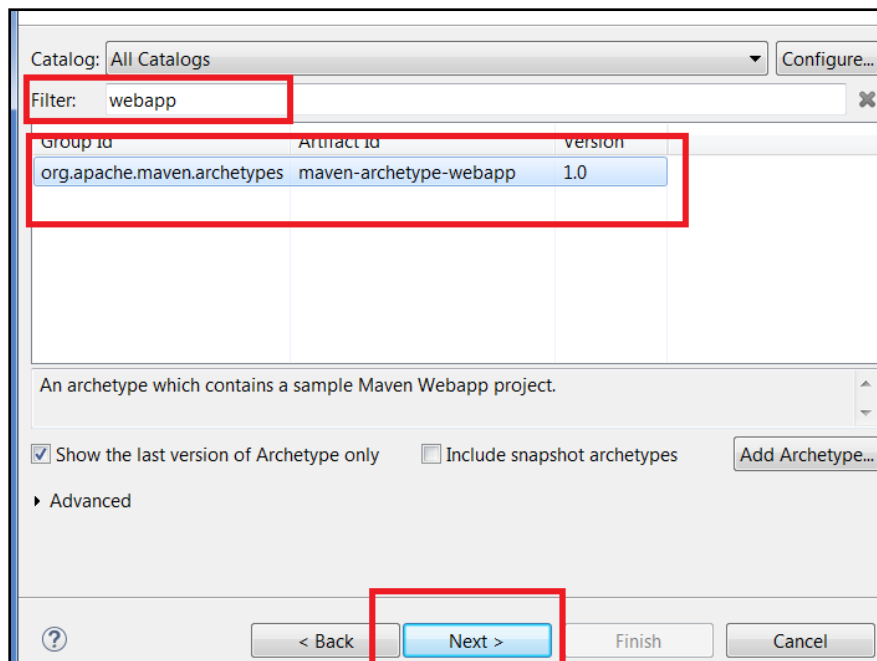 Catalog: All Catalogs Configure...
Filter: webapp
Group Id Artifact Id Version
org.apache.maven.archetypes maven-archetype-webapp 1.0
An archetype which contains a sample Maven Webapp project.
Show the last version of Archetype only Include snapshot archetypes Add Archetype...
Advanced
? < Back Next > Finish Cancel